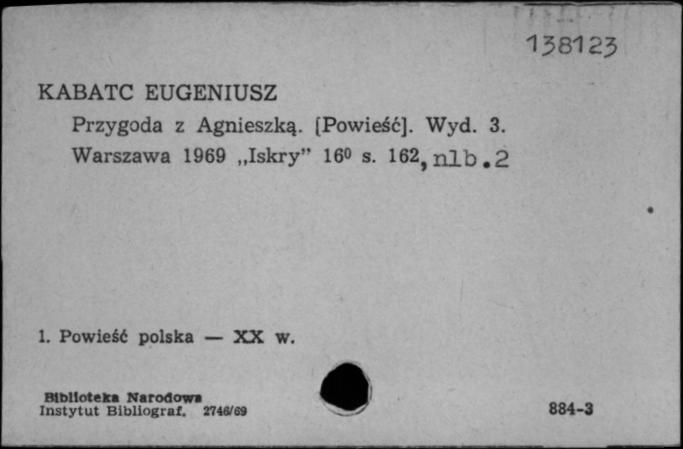 138123
KABATC EUGENIUSZ
Przygoda z Agnieszką. [Powieść]. Wyd. 3.
Warszawa 1969 „Iskry” 16⁰ s. 162, nlb.2
1. Powieść polska — XX w.
Biblioteka Narodowa
Instytut Bibliograf. 2746/69
884-3